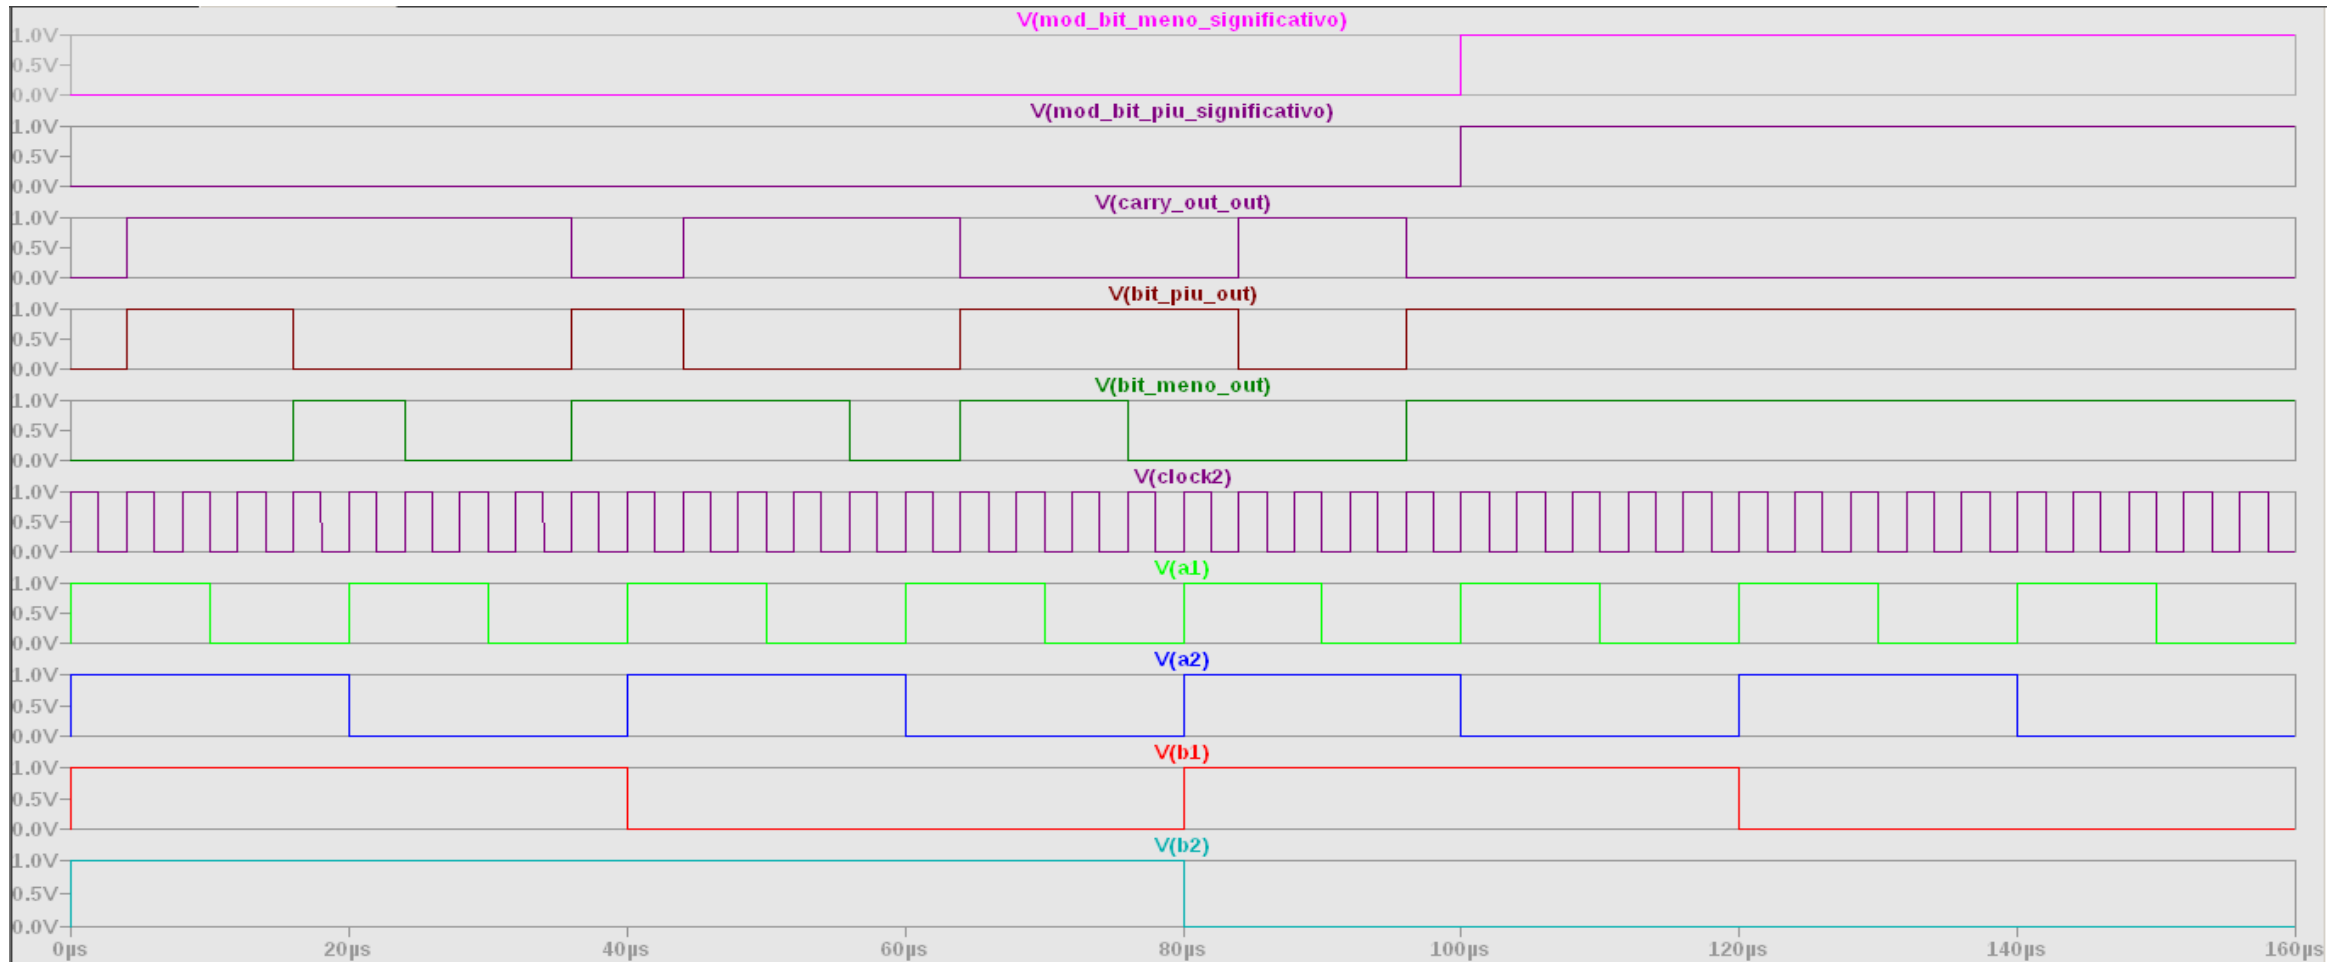 V(mod_bit_meno_significativo)
1.0V
0.5V
0.0V
V(mod_bit_piu_significativo)
1.0V
0.5V
0.0V
V(carry_out_out)
1.0V
0.5V
0.0V
V(bit_piu_out)
1.0V
0.5V
0.0V
V(bit_meno_out)
1.0V
0.5V
0.0V
V(clock2)
1.0V
0.5V
0.0V
V(a1)
1.0V
0.5V
0.0V
V(a2)
1.0V
0.5V
0.0V
V(b1)
1.0V
0.5V
0.0V
V(b2)
1.0V
0.5V
0.0V
0µs 20µs 40µs 60µs 80µs 100µs 120µs 140µs 160µs